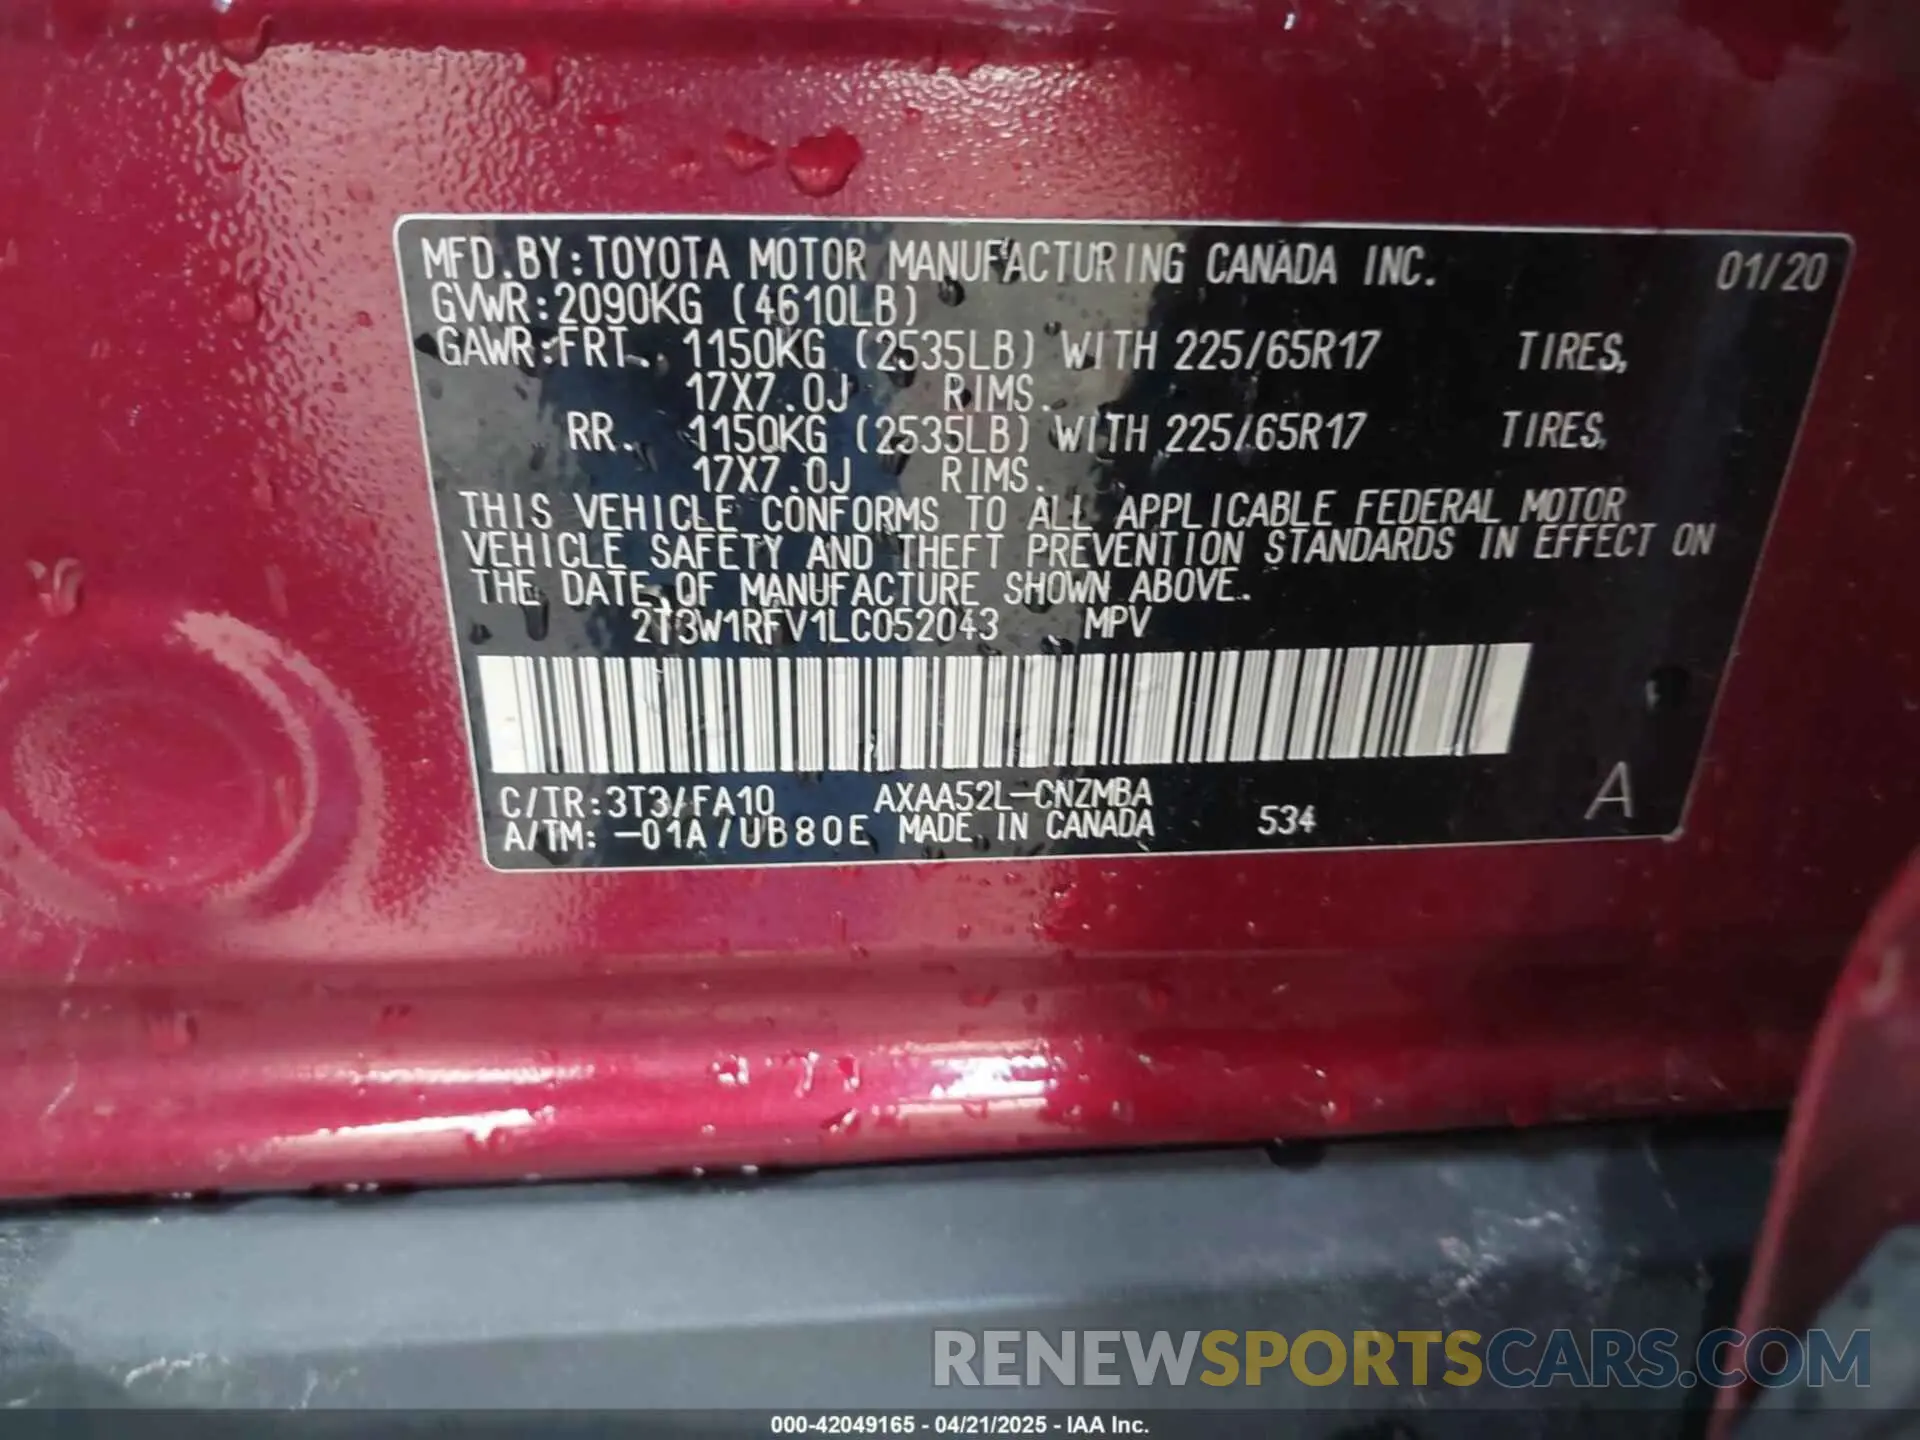 MFD.BY:TOYOTA MOTOR MANUFACTURING CANADA INC. 01/20
GVWR:2090KG (4610LB)
GAWR:FRT. 1150KG (2535LB) WITH 225/65R17 TIRES,
17X7.0J RIMS.
RR. 1150KG (2535LB) WITH 225/65R17 TIRES,
17X7.0J RIMS.
THIS VEHICLE CONFORMS TO ALL APPLICABLE FEDERAL MOTOR
VEHICLE SAFETY AND THEFT PREVENTION STANDARDS IN EFFECT ON
THE DATE OF MANUFACTURE SHOWN ABOVE.
2T3W1RFV1LC052043 MPV
C/TR:3T3/FA10 AXAA52L-CNZMBA
A/TM: -01A/UB80E MADE IN CANADA 534 A
RENEWSPORTSCARS.COM
000-42049165 - 04/21/2025 - IAA Inc.